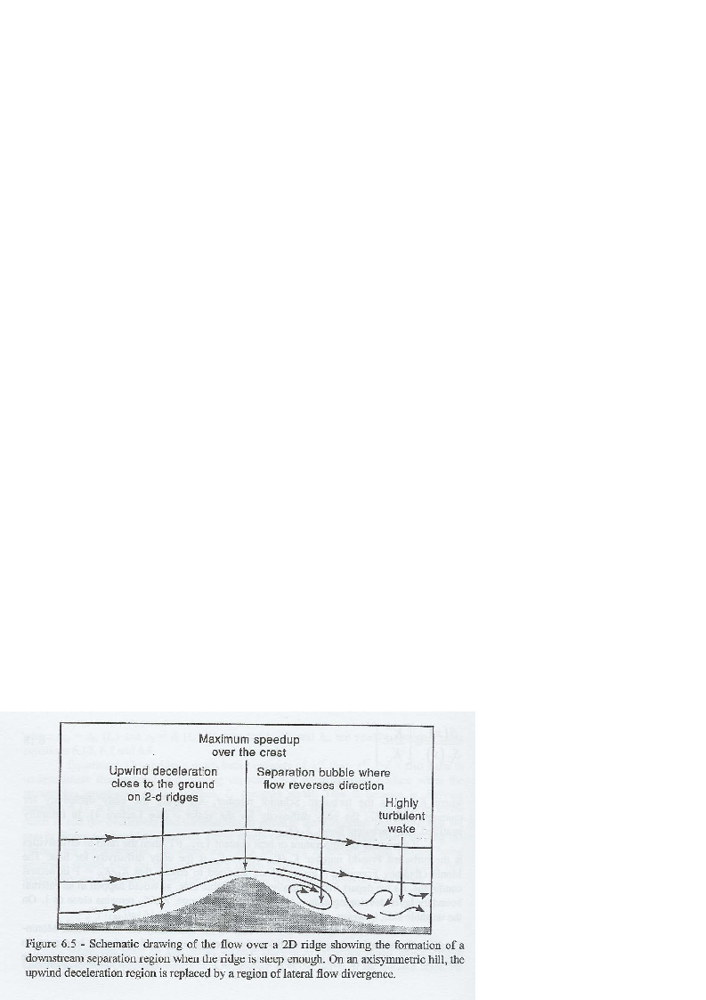 Maximum speedup
over the crest
Upwind deceleration
close to the ground
on 2-d ridges
Separation bubble where
flow reverses direction
Highly
turbulent
wake
Figure 6.5 - Schematic drawing of the flow over a 2D ridge showing the formation of a
downstream separation region when the ridge is steep enough. On an axisymmetric hill, the
upwind deceleration region is replaced by a region of lateral flow divergence.